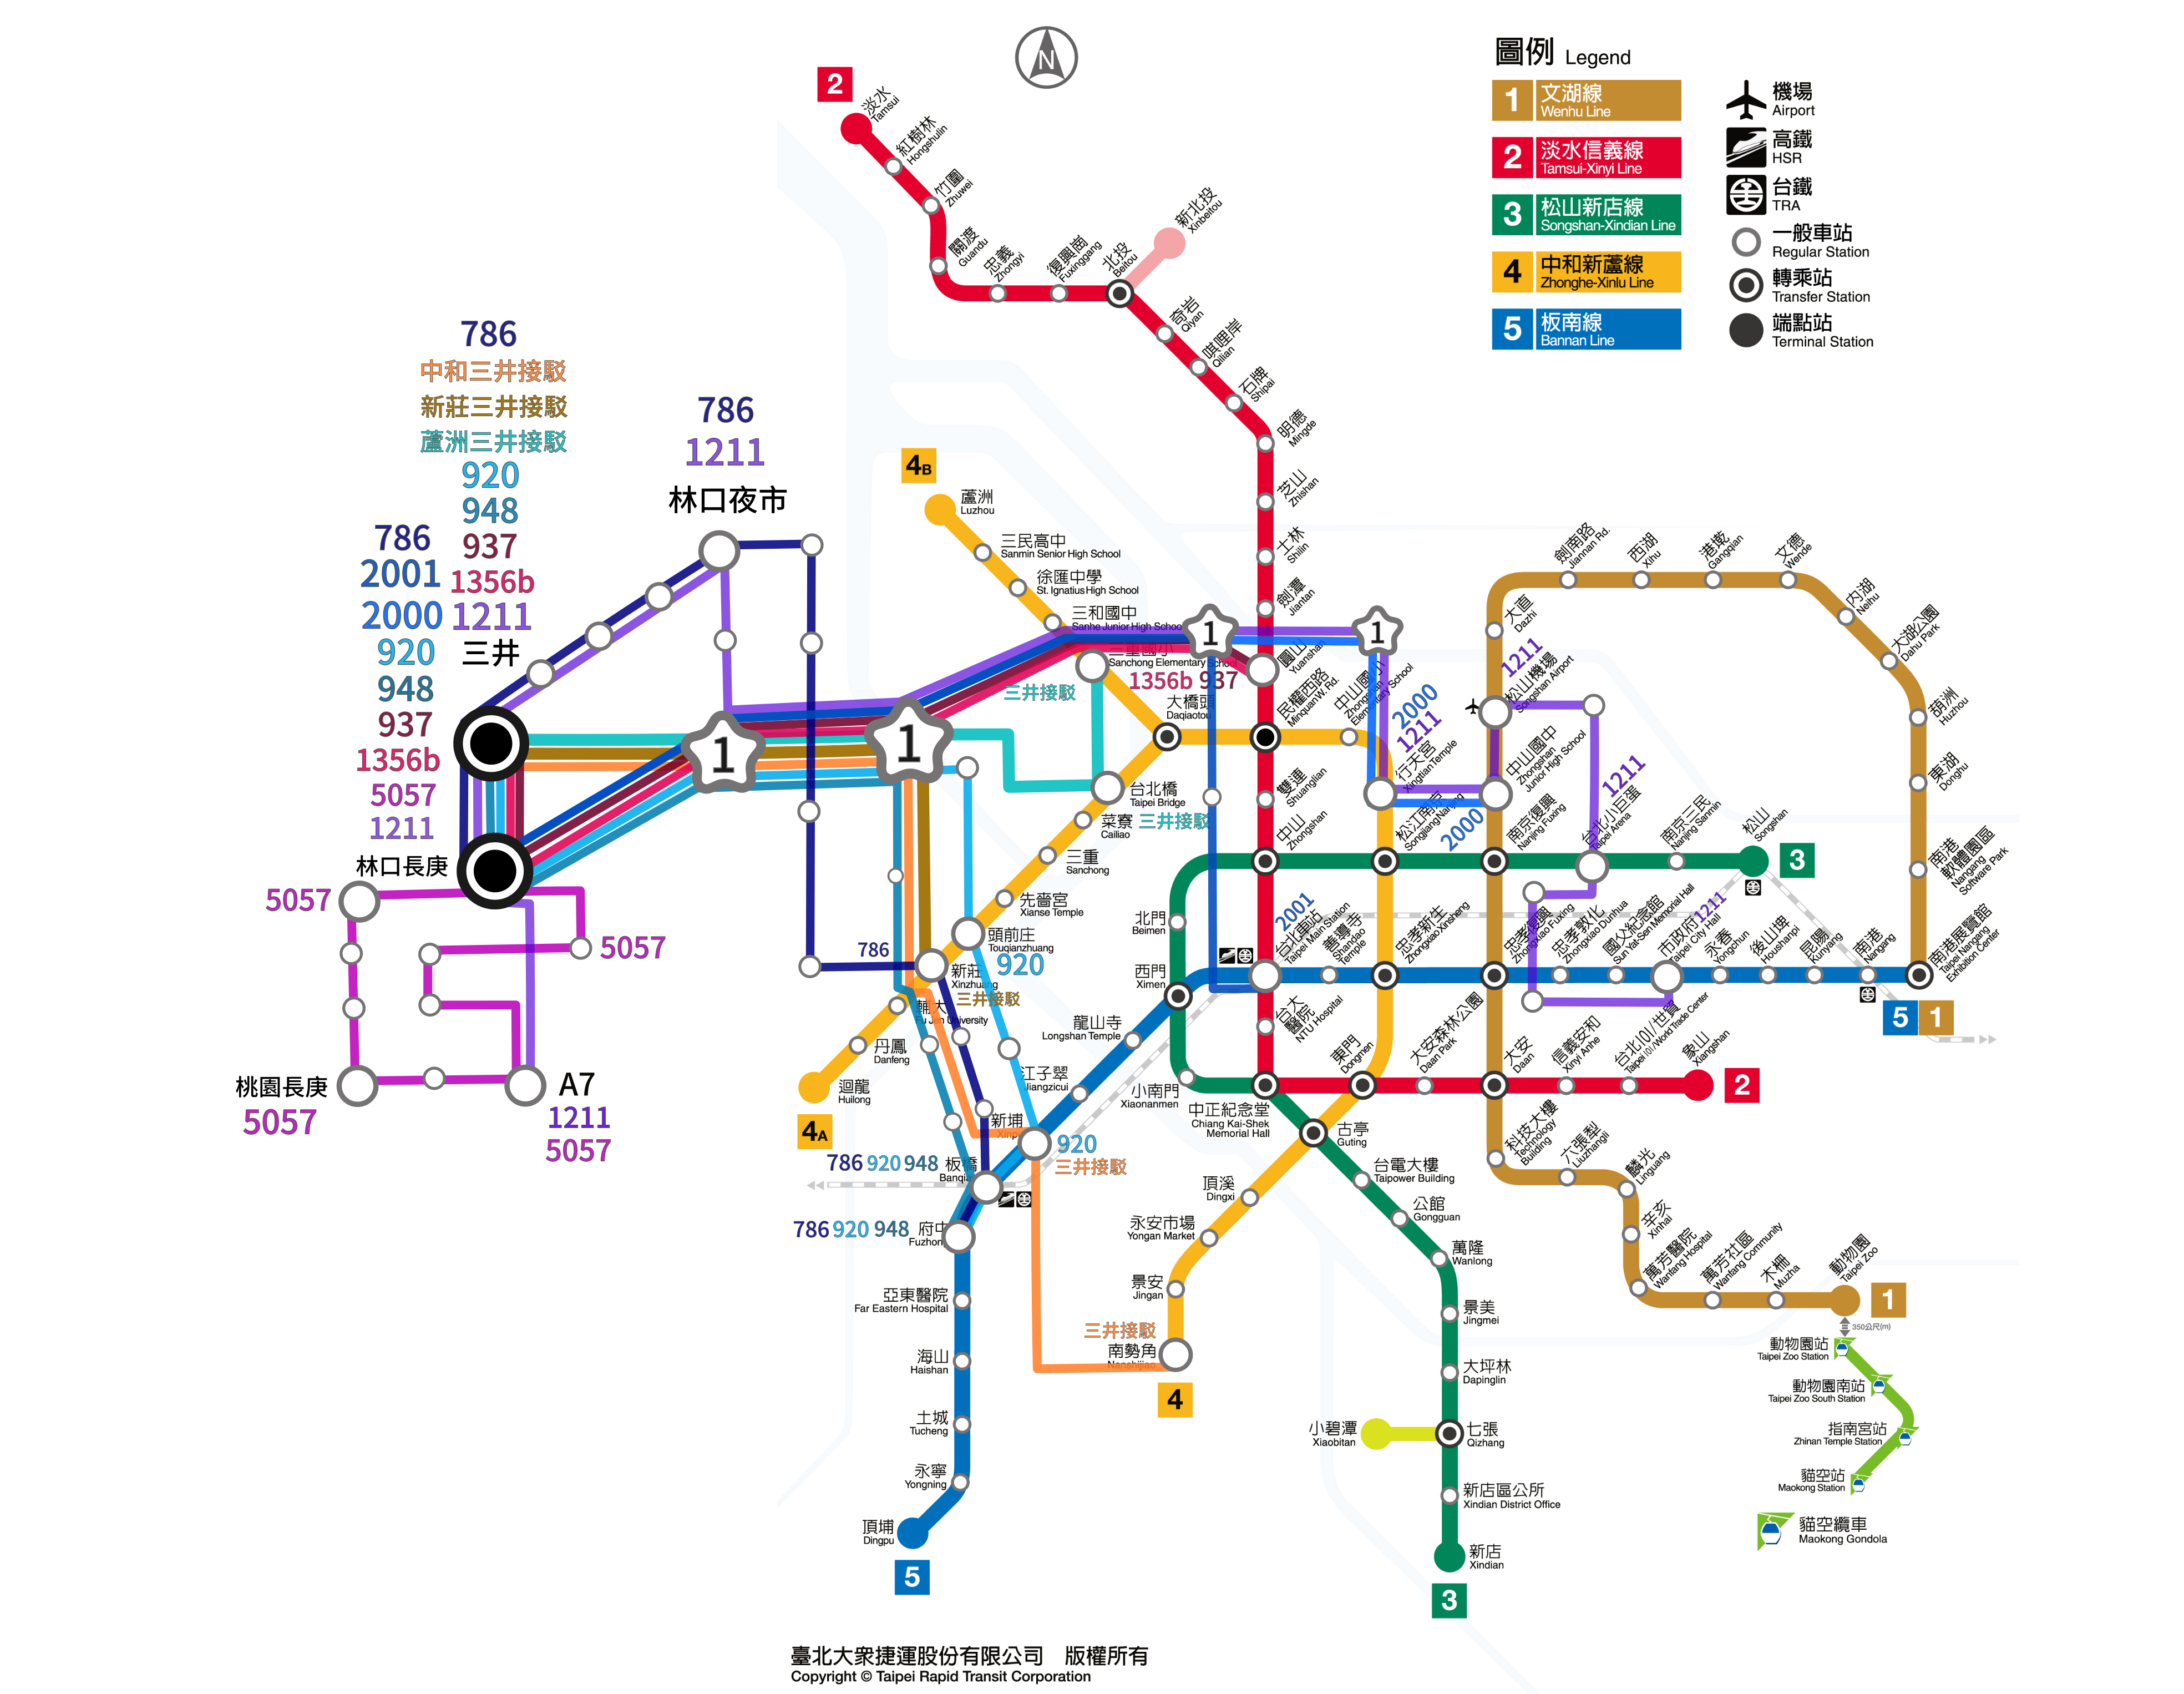 N
圖例 Legend
1 文湖線
Wenhu Line
2 淡水信義線
Tamsui-Xinyi Line
3 松山新店線
Songshan-Xindian Line
4 中和新蘆線
Zhonghe-Xinlu Line
5 板南線
Bannan Line
機場
Airport
高鐵
HSR
台鐵
TRA
一般車站
Regular Station
轉乘站
Transfer Station
端點站
Terminal Station
2
淡水
Tamsui
紅樹林
Hongshulin
竹圍
Zhuwei
關渡
Guandu
忠義
Zhongyi
復興崗
Fuxinggang
北投
Beitou
新北投
Xinbeitou
奇岩
Qiyan
唭哩岸
Qilian
石牌
Shipai
明德
Mingde
芝山
Zhishan
士林
Shilin
劍潭
Jiantan
圓山
Yuanshan
民權西路
Minquan W. Rd.
雙連
Shuanglian
中山
Zhongshan
786
中和三井接駁
新莊三井接駁
蘆洲三井接駁
920
948
937
1356b
1211
三井
786
2001
2000
920
948
937
1356b
5057
1211
林口長庚
786
1211
林口夜市
5057
5057
桃園長庚
5057
A7
1211
5057
1
1
1
1
4B
蘆洲
Luzhou
三民高中
Sanmin Senior High School
徐匯中學
St. Ignatius High School
三和國中
Sanhe Junior High School
三重國小
Sanchong Elementary School
三井接駁
1356b 937
大橋頭
Daqiaotou
台北橋
Taipei Bridge
菜寮 三井接駁
Cailiao
三重
Sanchong
先嗇宮
Xianse Temple
頭前庄
Touqianzhuang
920
786
新莊
Xinzhuang
三井接駁
輔大
Fu Jen University
丹鳳
Danfeng
迴龍
Huilong
4A
中山國小
Zhongshan Elementary School
2000
1211
行天宮
Xingtian Temple
松江南京
Songjiang Nanjing
2000
劍南路
Jiannan Rd.
西湖
Xihu
港墘
Gangqian
文德
Wende
內湖
Neihu
大湖公園
Dahu Park
葫洲
Huzhou
東湖
Donghu
南港軟體園區
Nangang Software Park
南港展覽館
Taipei Nangang Exhibition Center
大直
Dazhi
1211
松山機場
Songshan Airport
中山國中
Zhongshan Junior High School
1211
南京復興
Nanjing Fuxing
台北小巨蛋
Taipei Arena
南京三民
Nanjing Sanmin
松山
Songshan
3
北門
Beimen
西門
Ximen
2001
台北車站
Taipei Main Station
善導寺
Shandao Temple
忠孝新生
Zhongxiao Xinsheng
忠孝復興
Zhongxiao Fuxing
忠孝敦化
Zhongxiao Dunhua
國父紀念館
Sun Yat-Sen Memorial Hall
市政府 1211
Taipei City Hall
永春
Yongchun
後山埤
Houshanpi
昆陽
Kunyang
南港
Nangang
5 1
龍山寺
Longshan Temple
江子翠
Jiangzicui
新埔
Xinp
920
三井接駁
786 920 948 板橋
Banqia
786 920 948 府中
Fuzhon
亞東醫院
Far Eastern Hospital
海山
Haishan
土城
Tucheng
永寧
Yongning
頂埔
Dingpu
5
小南門
Xiaonanmen
台大醫院
NTU Hospital
中正紀念堂
Chiang Kai-Shek
Memorial Hall
東門
Dongmen
大安森林公園
Daan Park
大安
Daan
信義安和
Xinyi Anhe
台北101/世貿
Taipei 101/World Trade Center
象山
Xiangshan
2
古亭
Guting
台電大樓
Taipower Building
公館
Gongguan
萬隆
Wanlong
景美
Jingmei
大坪林
Dapinglin
七張
Qizhang
小碧潭
Xiaobitan
新店區公所
Xindian District Office
新店
Xindian
3
頂溪
Dingxi
永安市場
Yongan Market
景安
Jingan
三井接駁
南勢角
Nanshijiao
4
科技大樓
Technology Building
六張犁
Liuzhangli
麟光
Linguang
辛亥
Xinhai
萬芳醫院
Wanfang Hospital
萬芳社區
Wanfang Community
木柵
Muzha
動物園
Taipei Zoo
1
350公尺(m)
動物園站
Taipei Zoo Station
動物園南站
Taipei Zoo South Station
指南宮站
Zhinan Temple Station
貓空站
Maokong Station
貓空纜車
Maokong Gondola
臺北大眾捷運股份有限公司 版權所有
Copyright © Taipei Rapid Transit Corporation